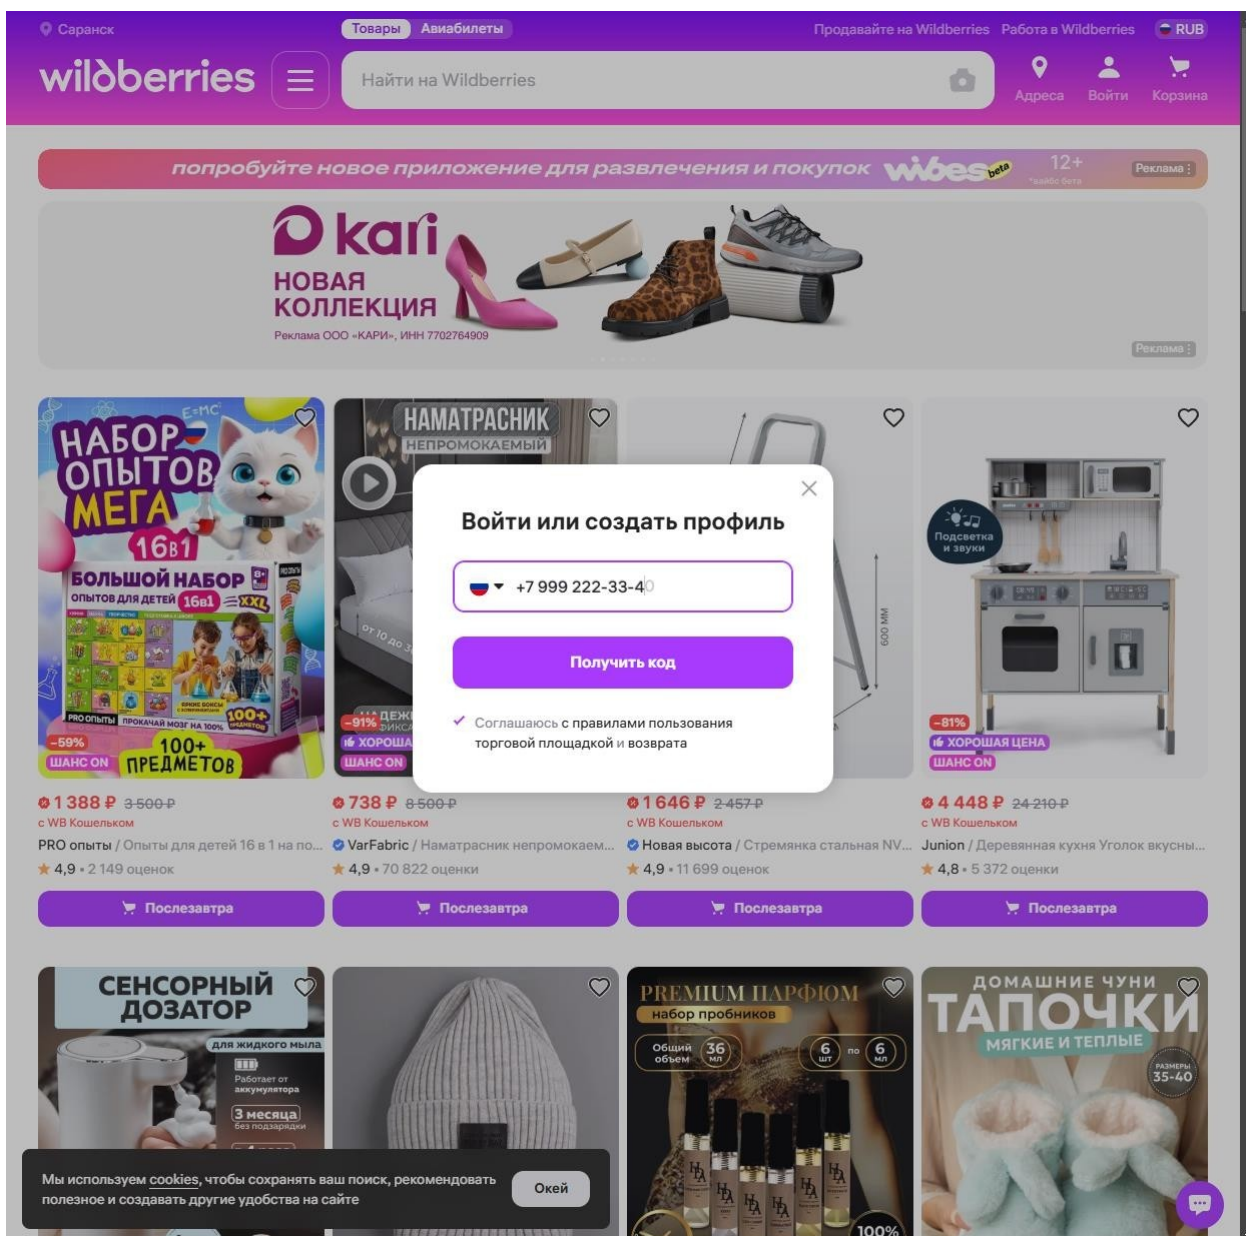 Саранск
Товары Авиабилеты
Продавайте на Wildberries Работа в Wildberries RUB
wildberries
Найти на Wildberries
Адреса Войти Корзина
попробуйте новое приложение для развлечения и покупок wibes beta 12+
Реклама
kari
НОВАЯ
КОЛЛЕКЦИЯ
Реклама ООО «КАРИ», ИНН 7702764909
Реклама
E=MC
НАБОР
ОПЫТОВ
МЕГА
16в1
БОЛЬШОЙ НАБОР
ОПЫТОВ ДЛЯ ДЕТЕЙ 16в1 XXL
PRO ОПЫТЫ ПРОКАЧАЙ МОЗГ НА 100%
100+
-59%
100+
ПРЕДМЕТОВ
ШАНС ON
НАМАТРАСНИК
НЕПРОМОКАЕМЫЙ
-91%
ХОРОША
ШАНС ON
600 мм
Подсветка
и звуки
-81%
ХОРОШАЯ ЦЕНА
ШАНС ON
Войти или создать профиль
+7 999 222-33-40
Получить код
Соглашаюсь с правилами пользования
торговой площадкой и возврата
1 388 ₽ 3 500 ₽
с WB Кошельком
PRO опыты / Опыты для детей 16 в 1 на по...
4,9 • 2 149 оценок
Послезавтра
738 ₽ 8 500 ₽
с WB Кошельком
VarFabric / Наматрасник непромокаем...
4,9 • 70 822 оценки
Послезавтра
1 646 ₽ 2 457 ₽
с WB Кошельком
Новая высота / Стремянка стальная NV...
4,9 • 11 699 оценок
Послезавтра
4 448 ₽ 24 210 ₽
с WB Кошельком
Junion / Деревянная кухня Уголок вкусны...
4,8 • 5 372 оценки
Послезавтра
СЕНСОРНЫЙ
ДОЗАТОР
для жидкого мыла
Работает от
аккумулятора
3 месяца
без подзарядки
PREMIUM ПАРФЮМ
набор пробников
Общий
объем
36
мл
6
шт
по
6
мл
100%
ДОМАШНИЕ ЧУНИ
ТАПОЧКИ
МЯГКИЕ И ТЕПЛЫЕ
РАЗМЕРЫ
35-40
Мы используем cookies, чтобы сохранять ваш поиск, рекомендовать
полезное и создавать другие удобства на сайте
Окей